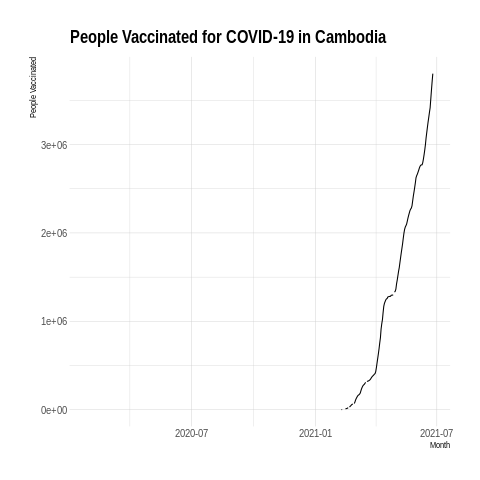 People Vaccinated for COVID-19 in Cambodia
People Vaccinated
3e+06
2e+06
1e+06
0e+00
2020-07
2021-01
2021-07
Month